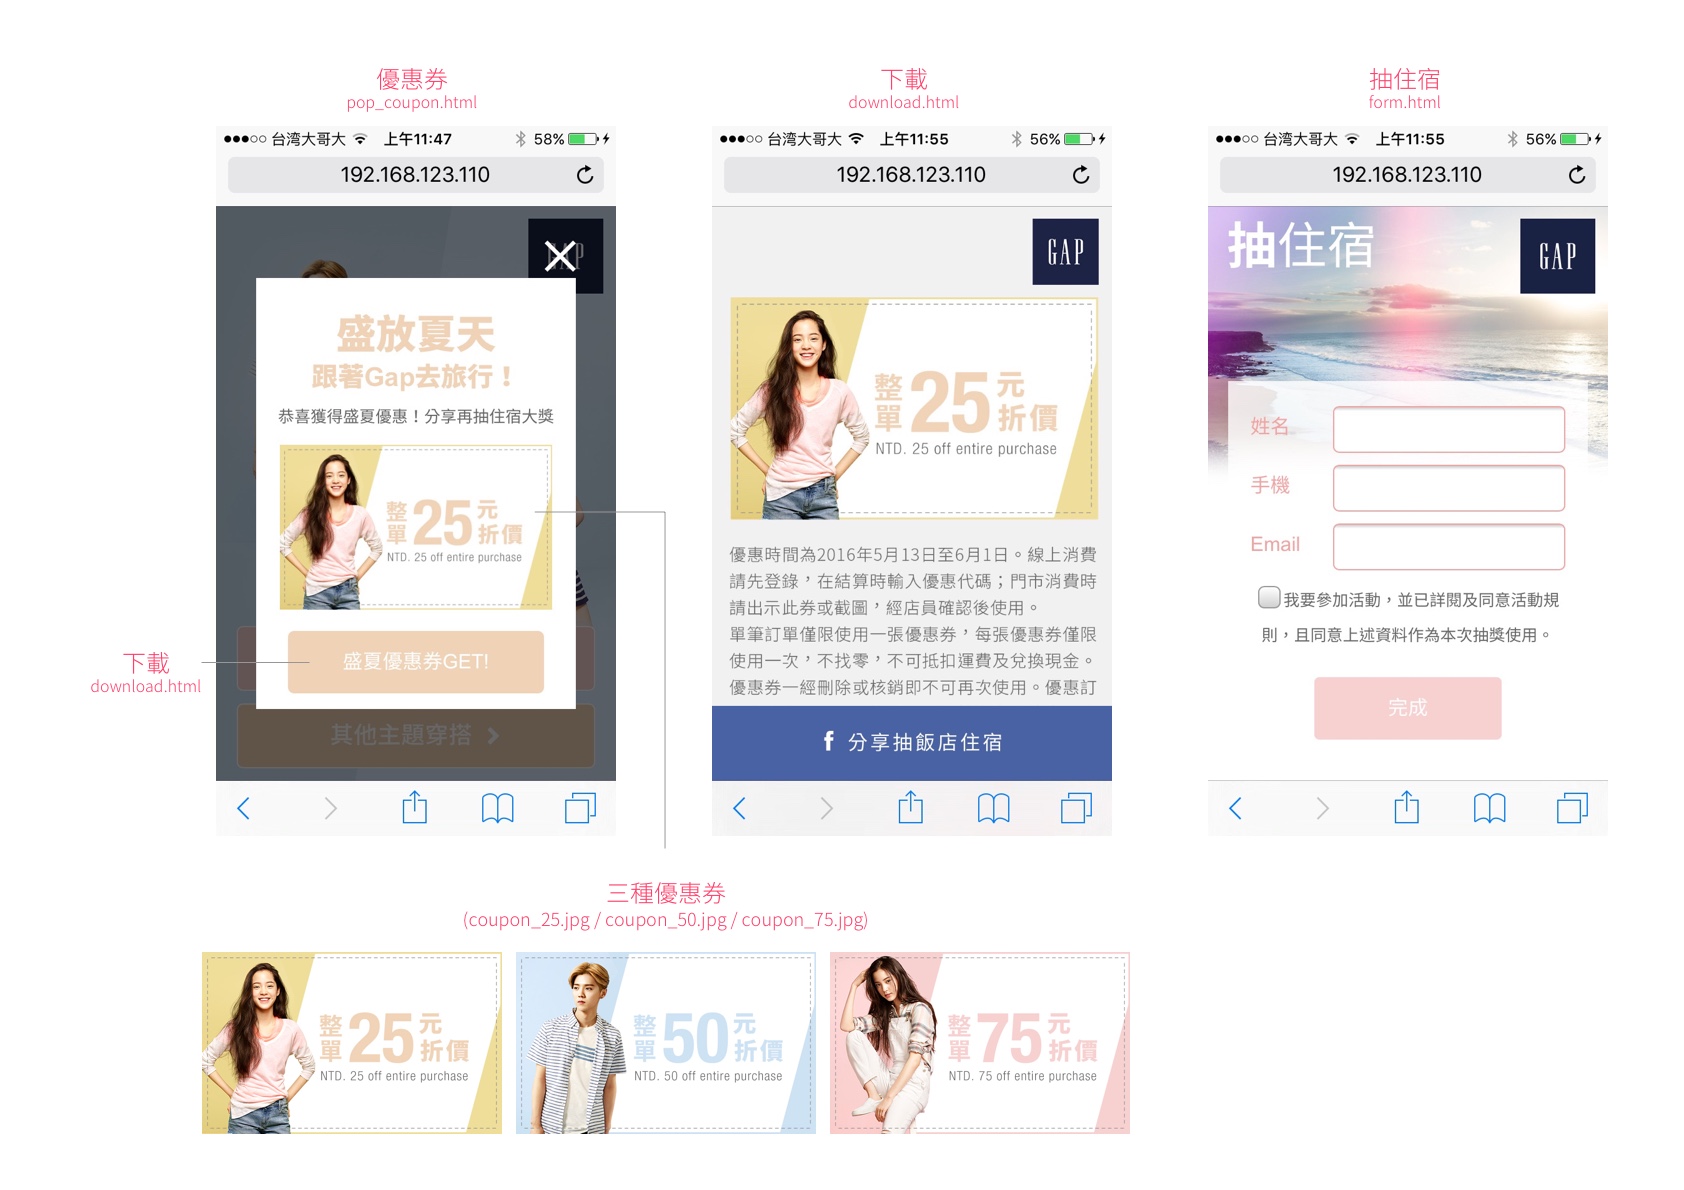 優惠券
pop_coupon.html
台湾大哥大 上午11:47 58%
192.168.123.110
GAP
盛放夏天
跟著Gap去旅行！
恭喜獲得盛夏優惠！分享再抽住宿大獎
整單25元折價
NTD. 25 off entire purchase
盛夏優惠券GET!
其他主題穿搭
下載
download.html
下載
download.html
台湾大哥大 上午11:55 56%
192.168.123.110
GAP
整單25元折價
NTD. 25 off entire purchase
優惠時間為2016年5月13日至6月1日。線上消費
請先登錄，在結算時輸入優惠代碼；門市消費時
請出示此券或截圖，經店員確認後使用。
單筆訂單僅限使用一張優惠券，每張優惠券僅限
使用一次，不找零，不可抵扣運費及兌換現金。
優惠券一經刪除或核銷即不可再次使用。優惠訂
f 分享抽飯店住宿
抽住宿
form.html
台湾大哥大 上午11:55 56%
192.168.123.110
抽住宿
GAP
姓名
手機
Email
我要參加活動，並已詳閱及同意活動規
則，且同意上述資料作為本次抽獎使用。
完成
三種優惠券
(coupon_25.jpg / coupon_50.jpg / coupon_75.jpg)
整單25元折價
NTD. 25 off entire purchase
整單50元折價
NTD. 50 off entire purchase
整單75元折價
NTD. 75 off entire purchase